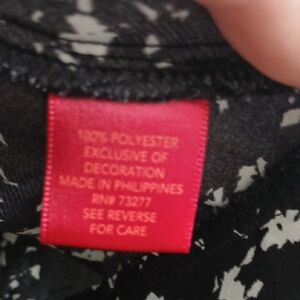 100% POLYESTER
EXCLUSIVE OF
DECORATION
MADE IN PHILIPPINES
RN# 73277
SEE REVERSE
FOR CARE